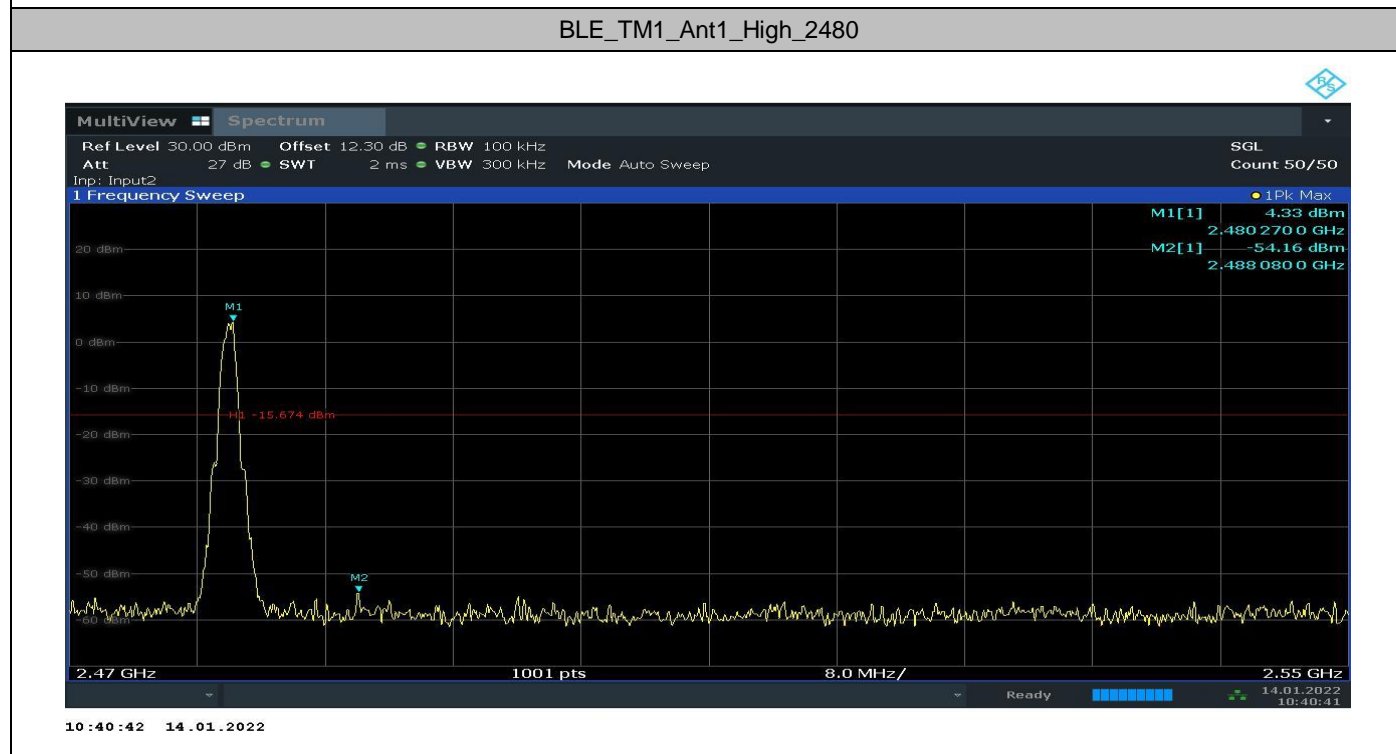 BLE_TM1_Ant1_High_2480
R&S
MultiView Spectrum
Ref Level 30.00 dBm Offset 12.30 dB RBW 100 kHz SGL
Att 27 dB SWT 2 ms VBW 300 kHz Mode Auto Sweep Count 50/50
Inp: Input2
1 Frequency Sweep 1Pk Max
M1[1] 4.33 dBm
2.480 270 0 GHz
20 dBm M2[1] -54.16 dBm
2.488 080 0 GHz
10 dBm
M1
0 dBm
-10 dBm
H1 -15.674 dBm
-20 dBm
-30 dBm
-40 dBm
-50 dBm
M2
-60 dBm
2.47 GHz 1001 pts 8.0 MHz/ 2.55 GHz
Ready 14.01.2022
10:40:41
10:40:42 14.01.2022